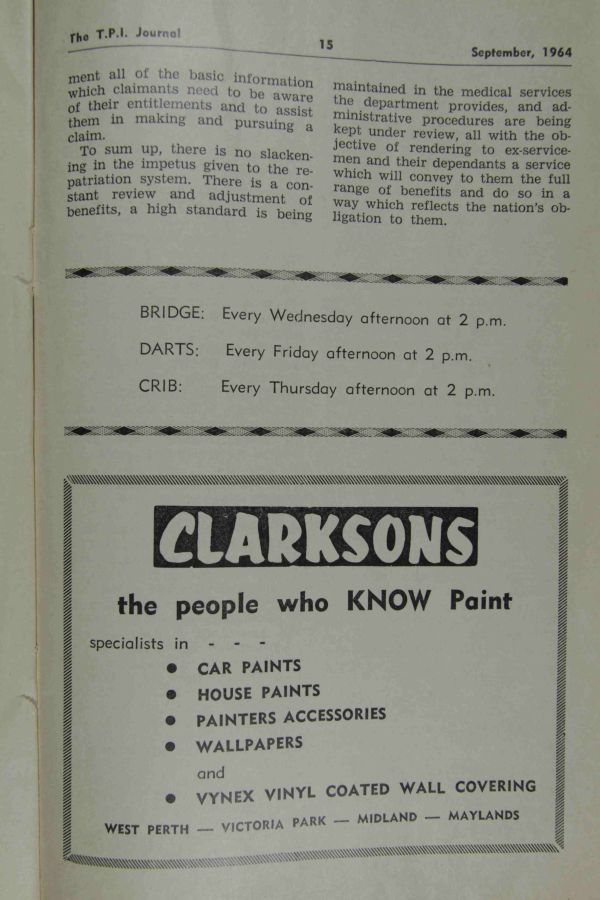 The T.P.I. Journal
15
September, 1964
ment all of the basic information
which claimants need to be aware
of their entitlements and to assist
them in making and pursuing a
claim.
To sum up, there is no slacken-
ing in the impetus given to the re-
patriation system. There is a con-
stant review and adjustment of
benefits, a high standard is being
maintained in the medical services
the department provides, and ad-
ministrative procedures are being
kept under review, all with the ob-
jective of rendering to ex-service-
men and their dependants a service
which will convey to them the full
range of benefits and do so in a
way which reflects the nation's ob-
ligation to them.
BRIDGE: Every Wednesday afternoon at 2 p.m.
DARTS: Every Friday afternoon at 2 p.m.
CRIB: Every Thursday afternoon at 2 p.m.
CLARKSONS
the people who KNOW Paint
specialists in - - -
● CAR PAINTS
● HOUSE PAINTS
● PAINTERS ACCESSORIES
● WALLPAPERS
and
● VYNEX VINYL COATED WALL COVERING
WEST PERTH — VICTORIA PARK — MIDLAND — MAYLANDS